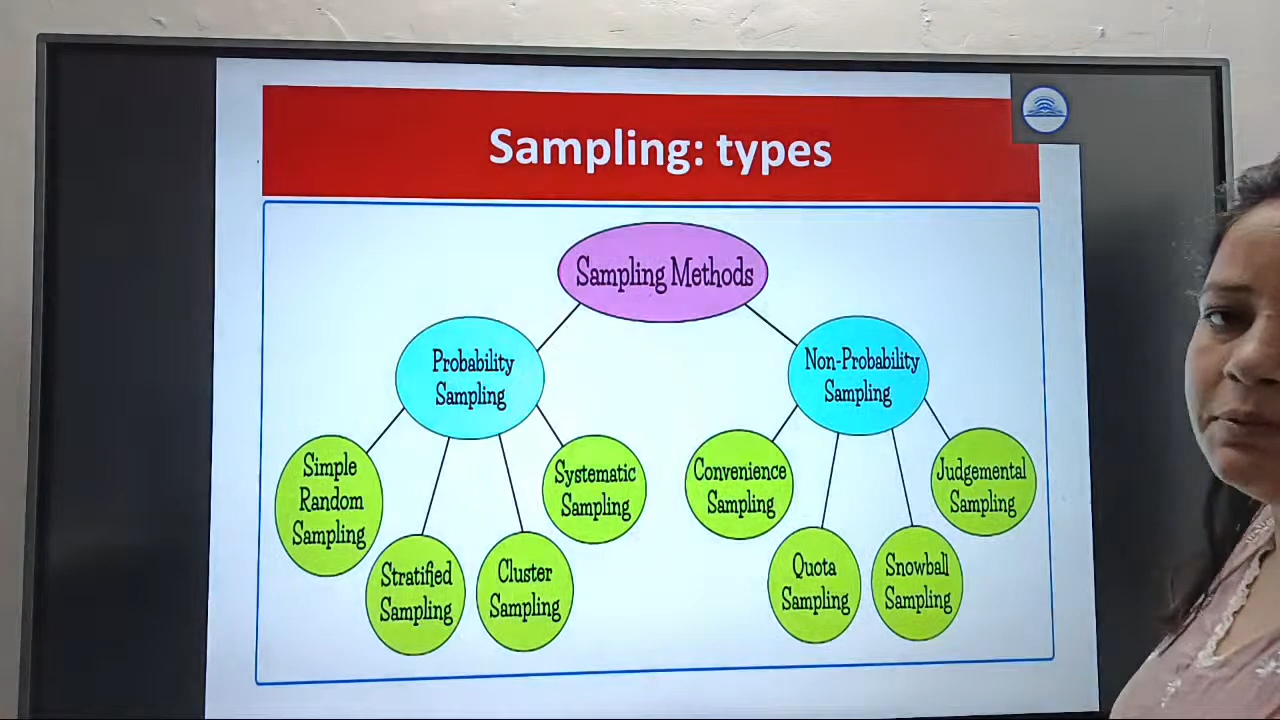 Sampling: types
Sampling Methods
Probability
Sampling
Non-Probability
Sampling
Simple
Random
Sampling
Stratified
Sampling
Cluster
Sampling
Systematic
Sampling
Convenience
Sampling
Quota
Sampling
Snowball
Sampling
Judgemental
Sampling